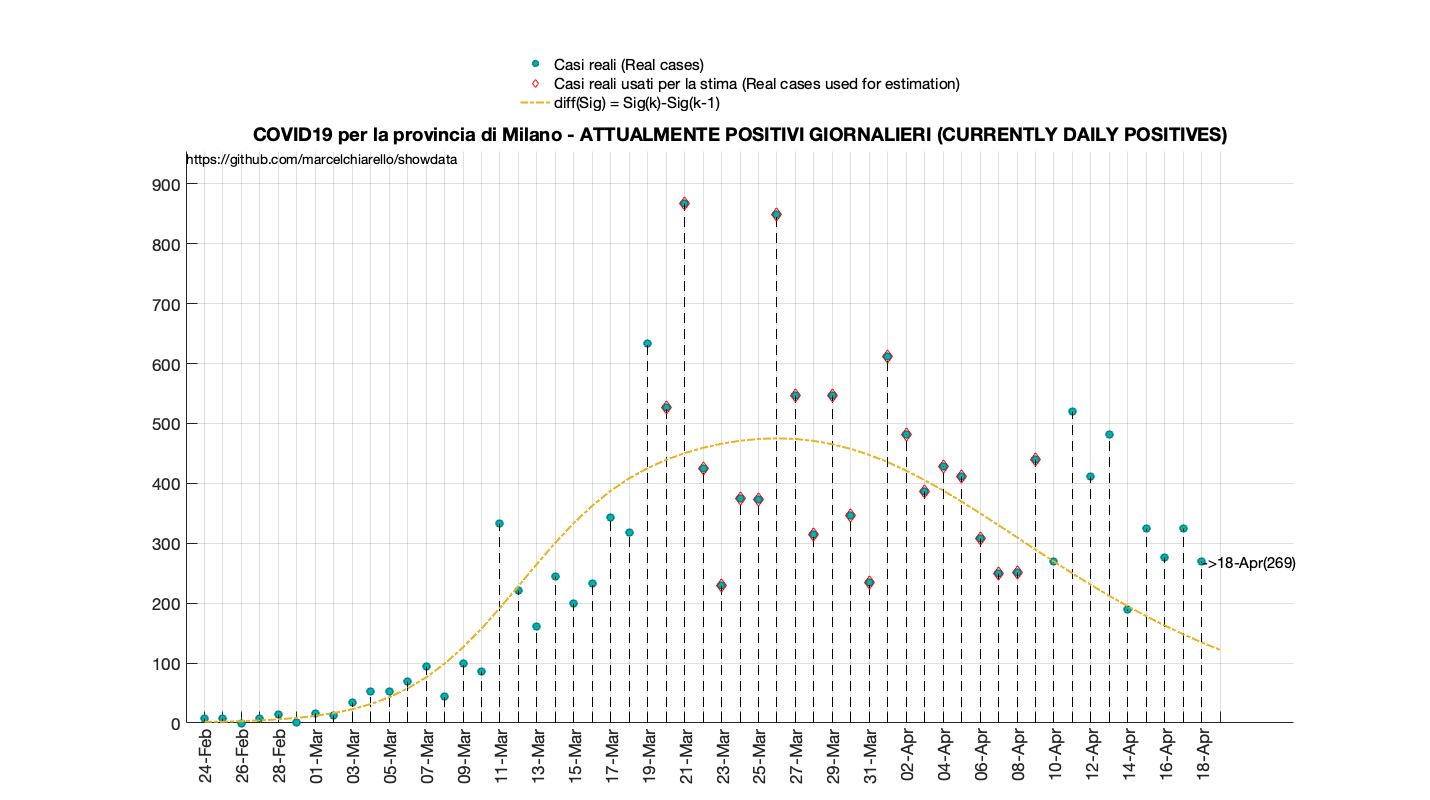 Casi reali (Real cases)
Casi reali usati per la stima (Real cases used for estimation)
diff(Sig) = Sig(k)-Sig(k-1)
COVID19 per la provincia di Milano - ATTUALMENTE POSITIVI GIORNALIERI (CURRENTLY DAILY POSITIVES)
https://github.com/marcelchiarello/showdata
900
800
700
600
500
400
300
200
100
0
->18-Apr(269)
24-Feb
26-Feb
28-Feb
01-Mar
03-Mar
05-Mar
07-Mar
09-Mar
11-Mar
13-Mar
15-Mar
17-Mar
19-Mar
21-Mar
23-Mar
25-Mar
27-Mar
29-Mar
31-Mar
02-Apr
04-Apr
06-Apr
08-Apr
10-Apr
12-Apr
14-Apr
16-Apr
18-Apr